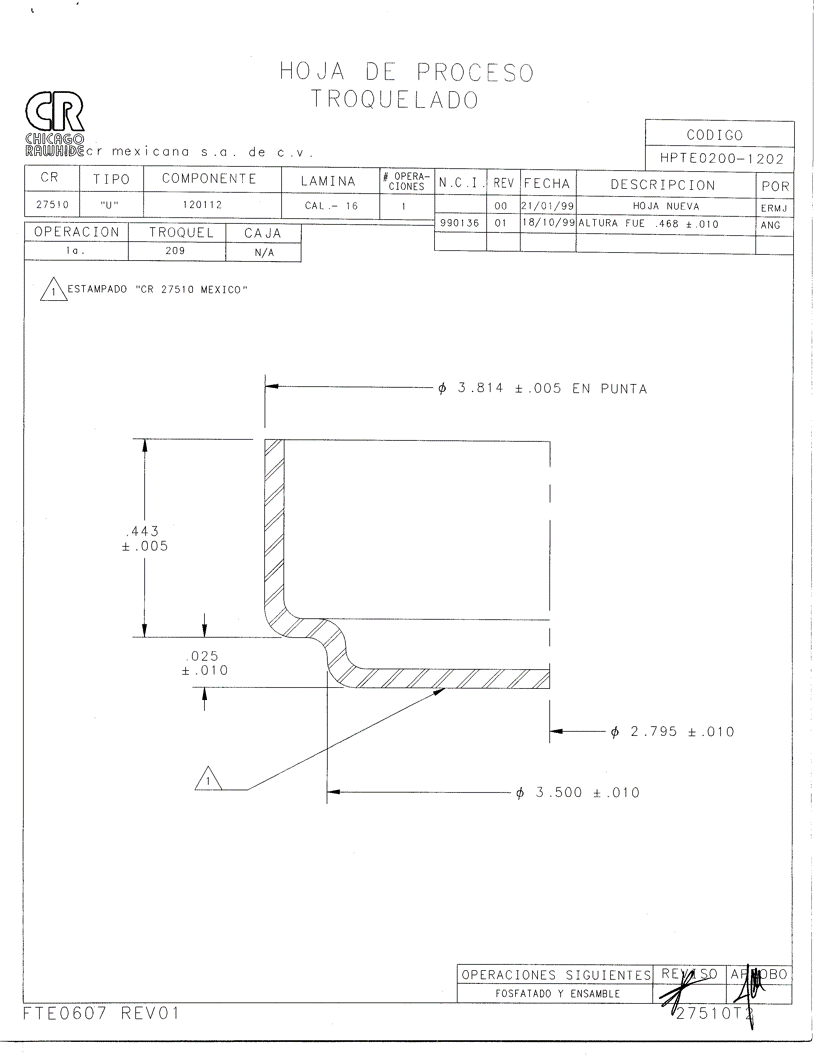 HOJA DE PROCESO
TROQUELADO
CR
CHICAGO
RAWHIDE cr mexicana s.a. de c.v.
CODIGO
HPTE0200-1202
CR TIPO COMPONENTE LAMINA # OPERA-CIONES N.C.I. REV FECHA DESCRIPCION POR
27510 "U" 120112 CAL.- 16 1 00 21/01/99 HOJA NUEVA ERMJ
990136 01 18/10/99 ALTURA FUE .468 ±.010 ANG
OPERACION TROQUEL CAJA
1a. 209 N/A
1 ESTAMPADO "CR 27510 MEXICO"
ϕ 3.814 ±.005 EN PUNTA
.443
±.005
.025
±.010
ϕ 2.795 ±.010
1
ϕ 3.500 ±.010
OPERACIONES SIGUIENTES REVISO APROBO
FOSFATADO Y ENSAMBLE
FTE0607 REV01
27510T2